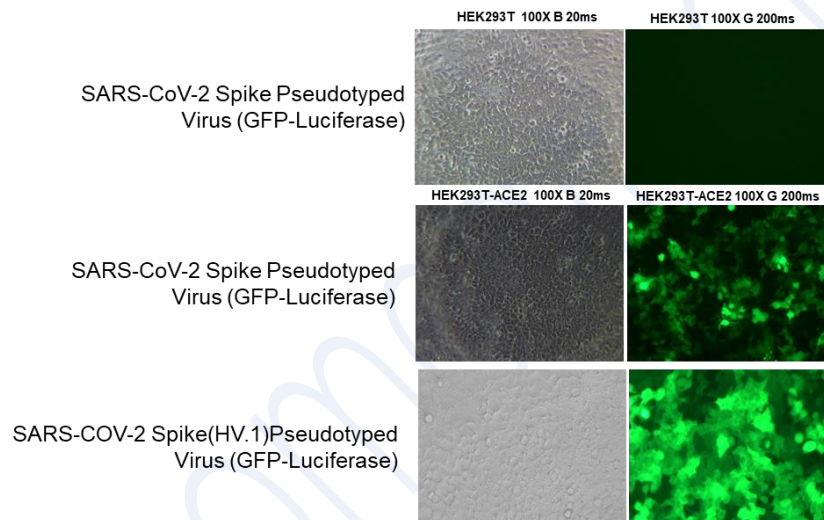 HEK293T 100X B 20ms
HEK293T 100X G 200ms
SARS-CoV-2 Spike Pseudotyped
Virus (GFP-Luciferase)
HEK293T-ACE2 100X B 20ms
HEK293T-ACE2 100X G 200ms
SARS-CoV-2 Spike Pseudotyped
Virus (GFP-Luciferase)
SARS-COV-2 Spike(HV.1)Pseudotyped
Virus (GFP-Luciferase)